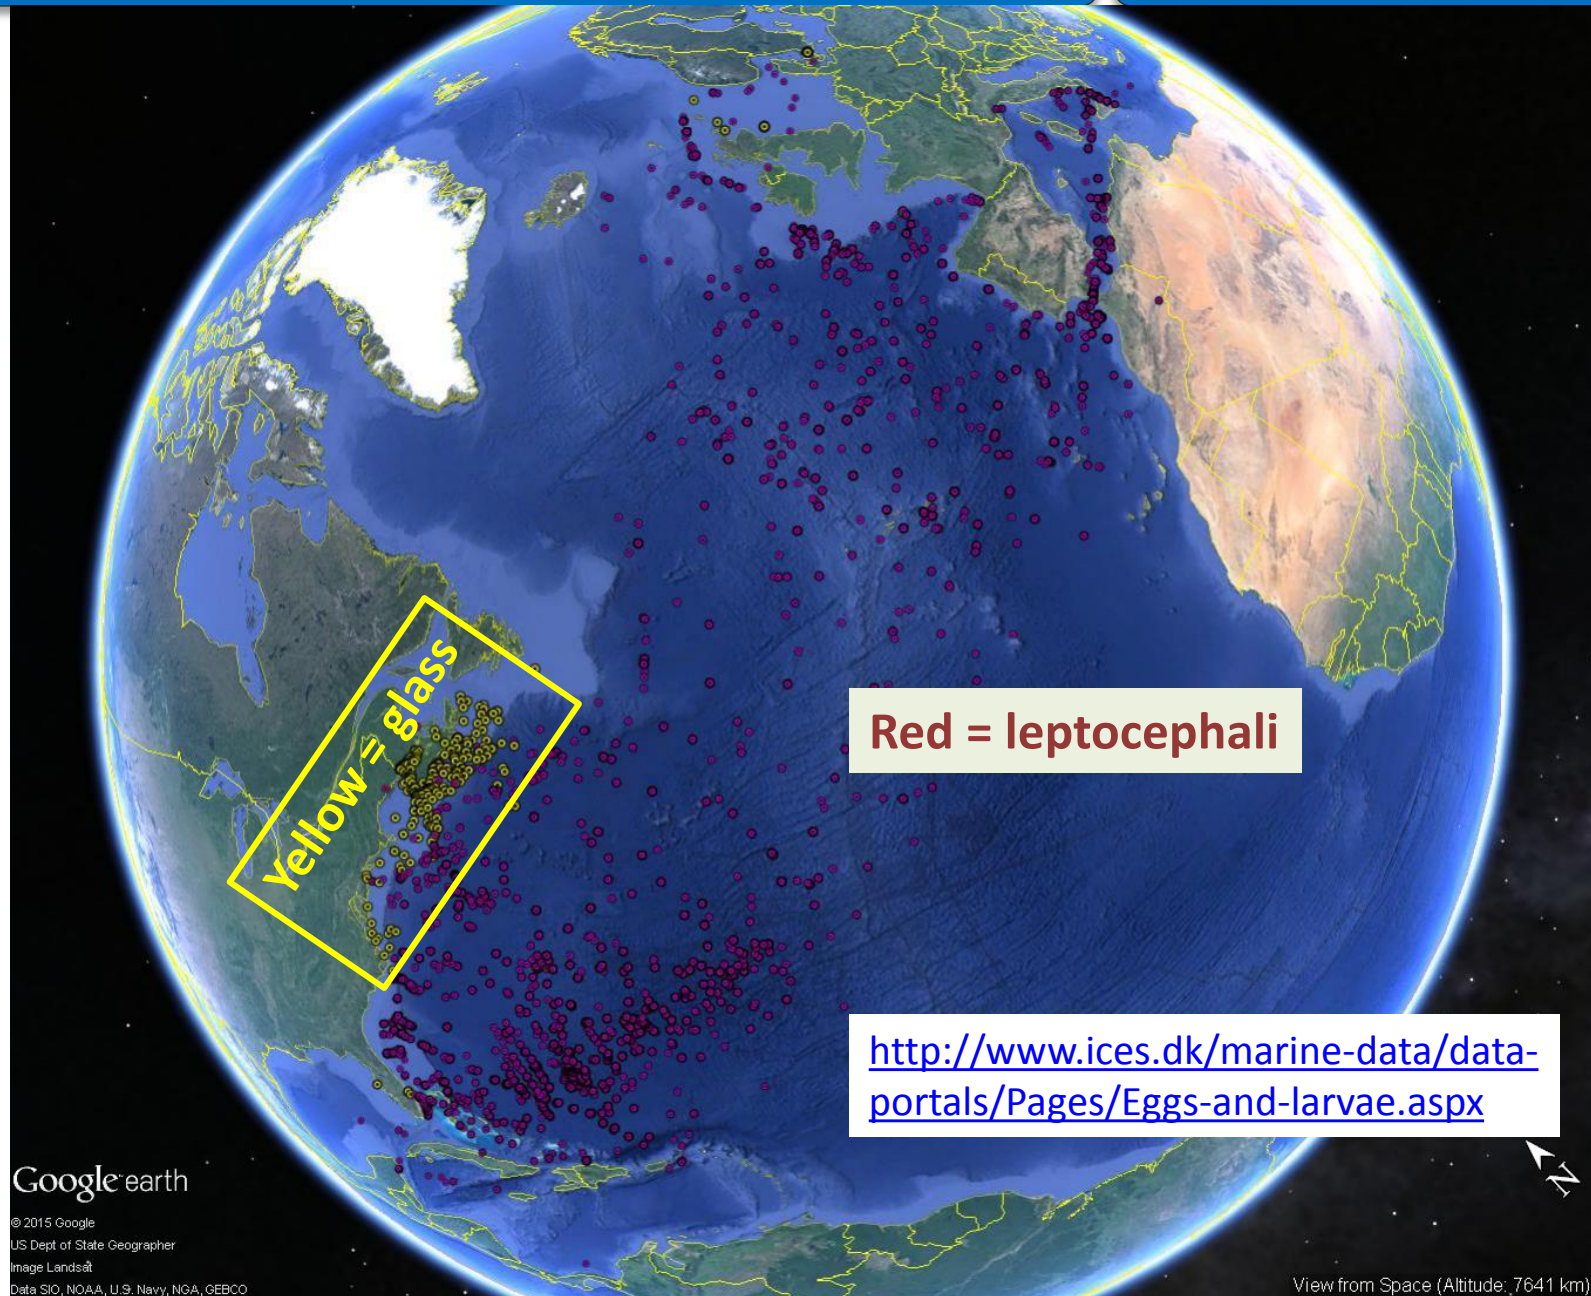 Yellow = glass
Red = leptocephali
http://www.ices.dk/marine-data/data-
portals/Pages/Eggs-and-larvae.aspx
N
Google earth
© 2015 Google
US Dept of State Geographer
Image Landsat
Data SIO, NOAA, U.S. Navy, NGA, GEBCO
View from Space (Altitude: 7641 km)